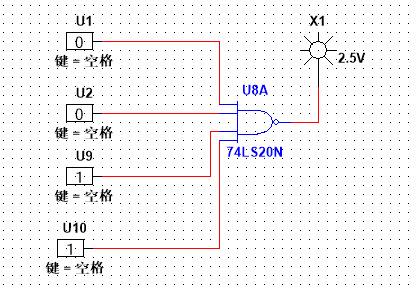 U1
0
键 = 空格
U2
0
键 = 空格
U9
1
键 = 空格
U10
1
键 = 空格
U8A
74LS20N
X1
2.5V